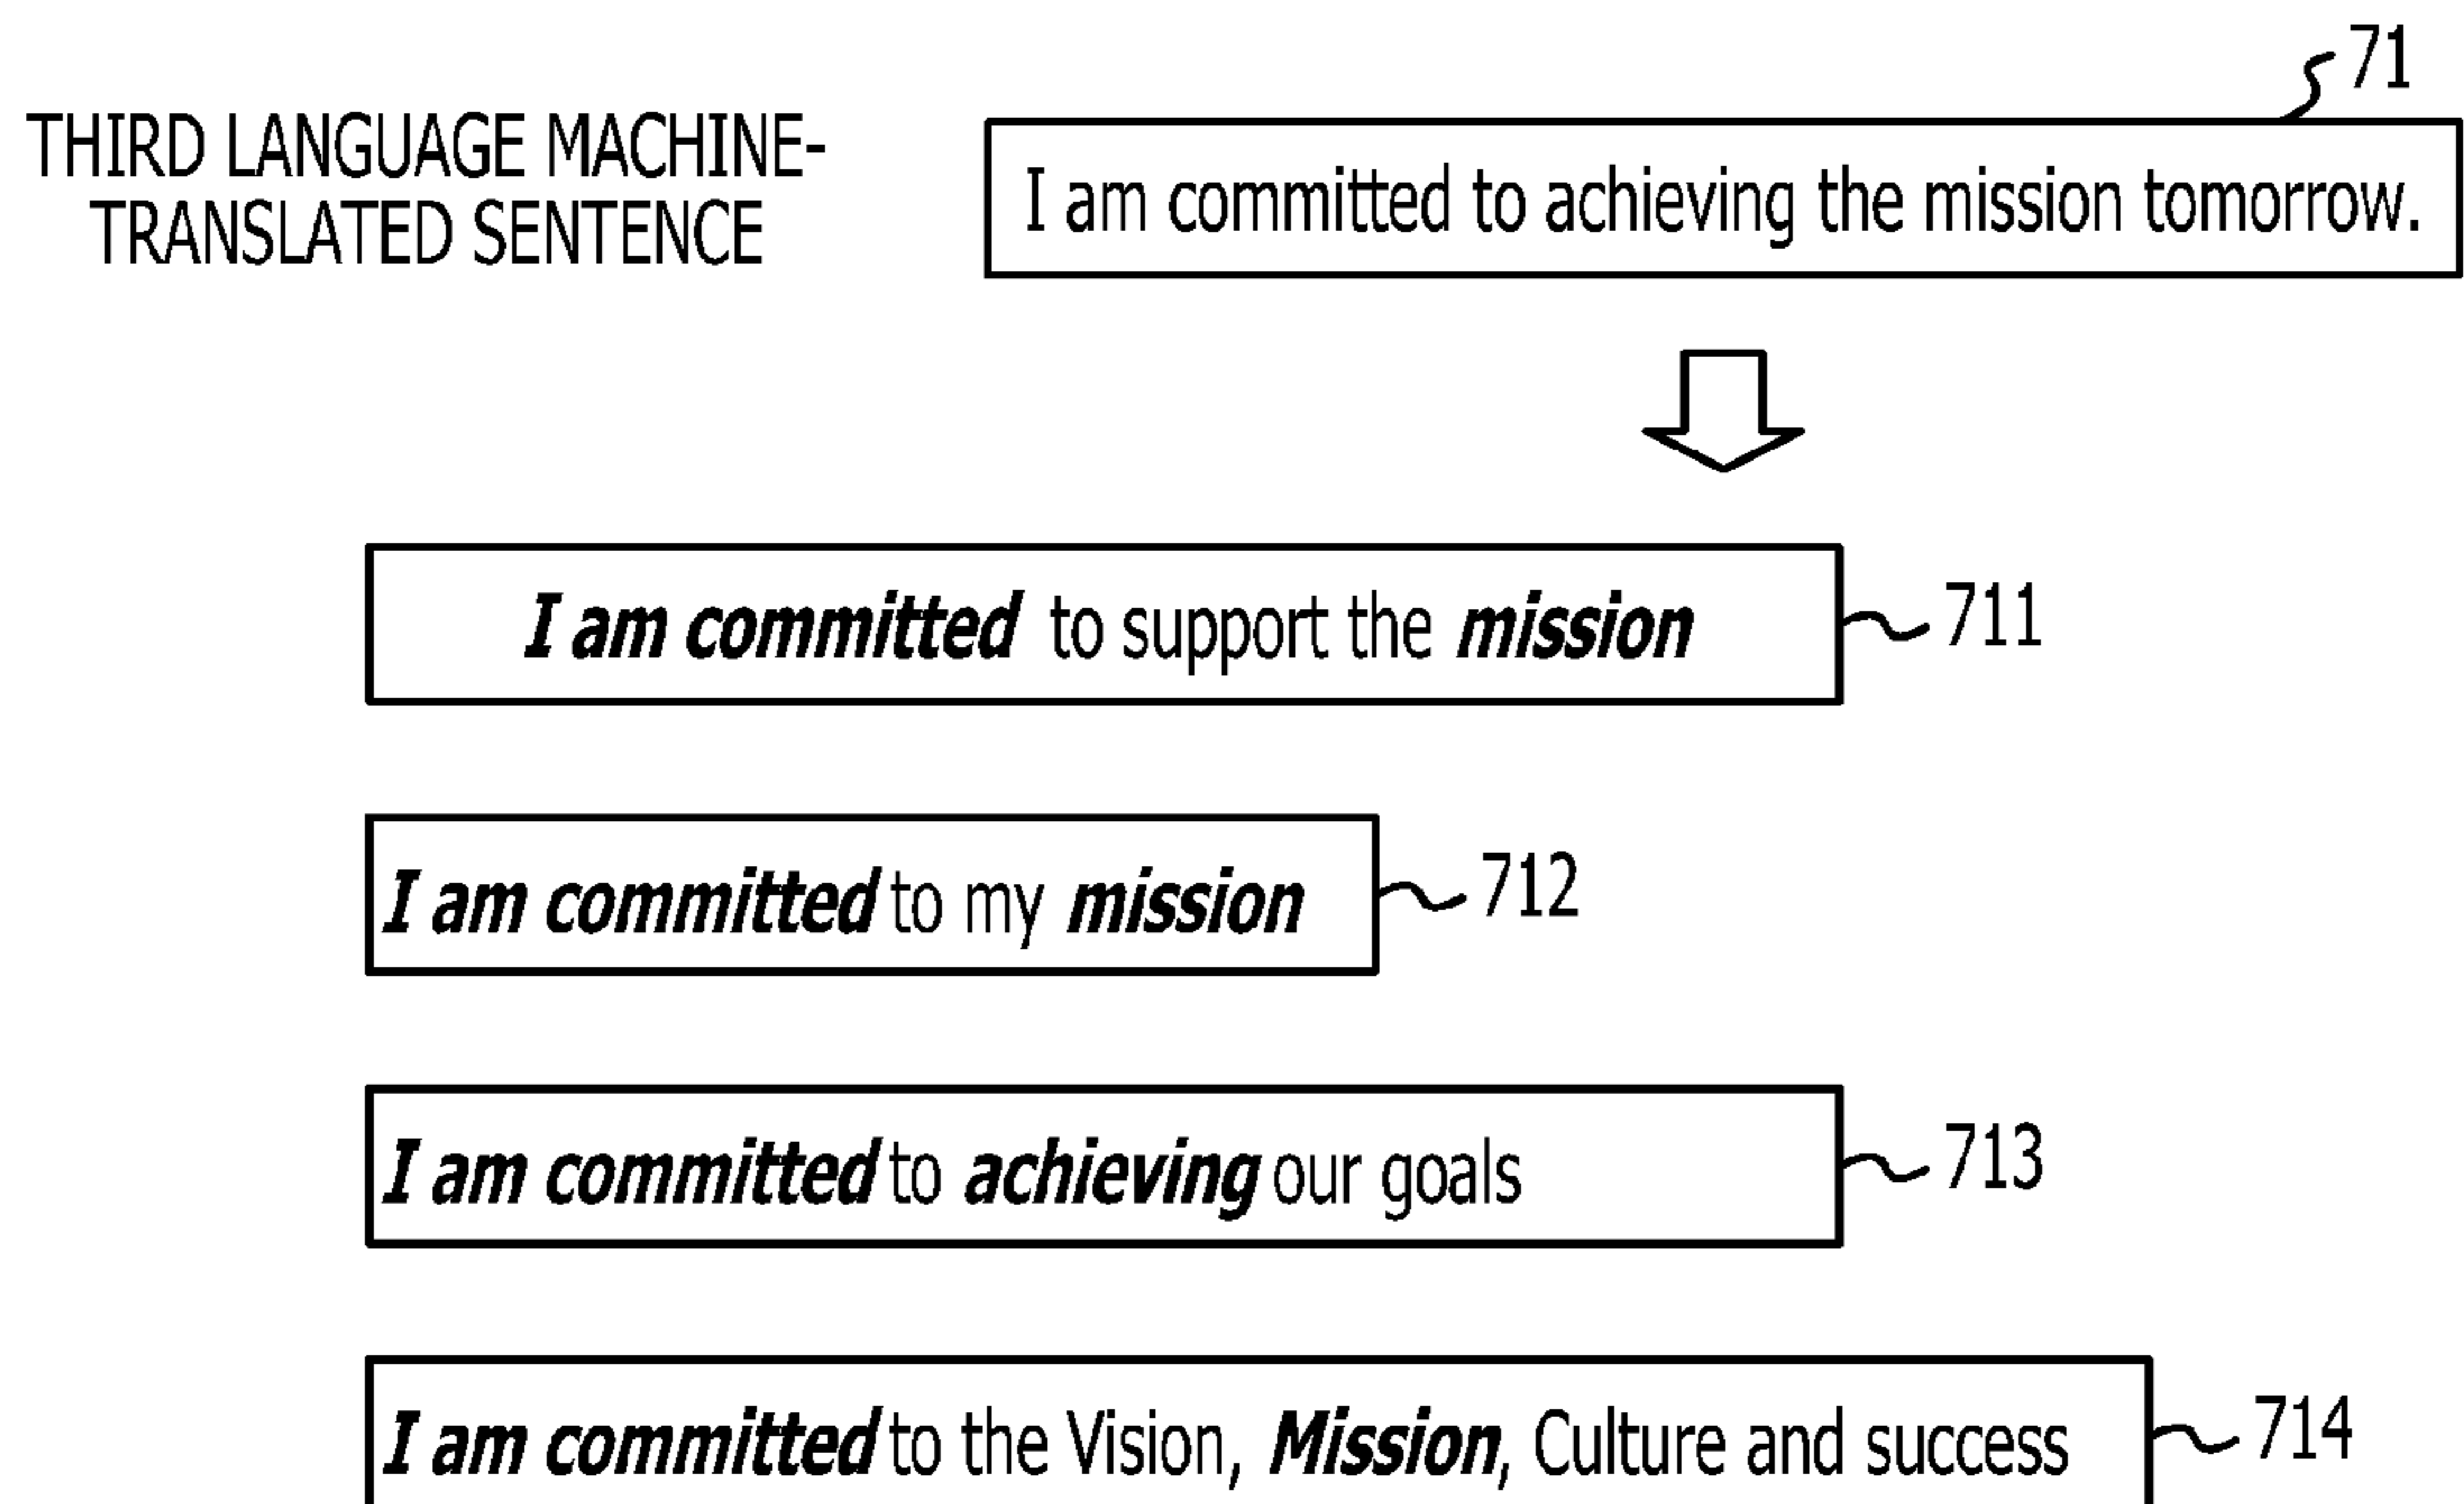 71
THIRD LANGUAGE MACHINE-
TRANSLATED SENTENCE
I am committed to achieving the mission tomorrow.
I am committed to support the mission
711
I am committed to my mission
712
I am committed to achieving our goals
713
I am committed to the Vision, Mission, Culture and success
714